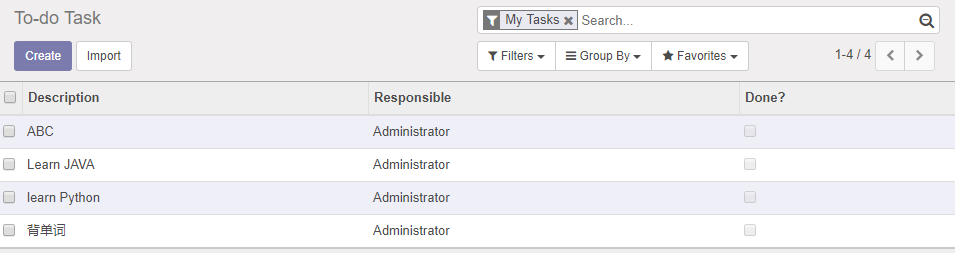 To-do Task
My Tasks Search...
Create Import
Filters Group By Favorites 1-4 / 4
Description Responsible Done?
ABC Administrator
Learn JAVA Administrator
learn Python Administrator
背单词 Administrator